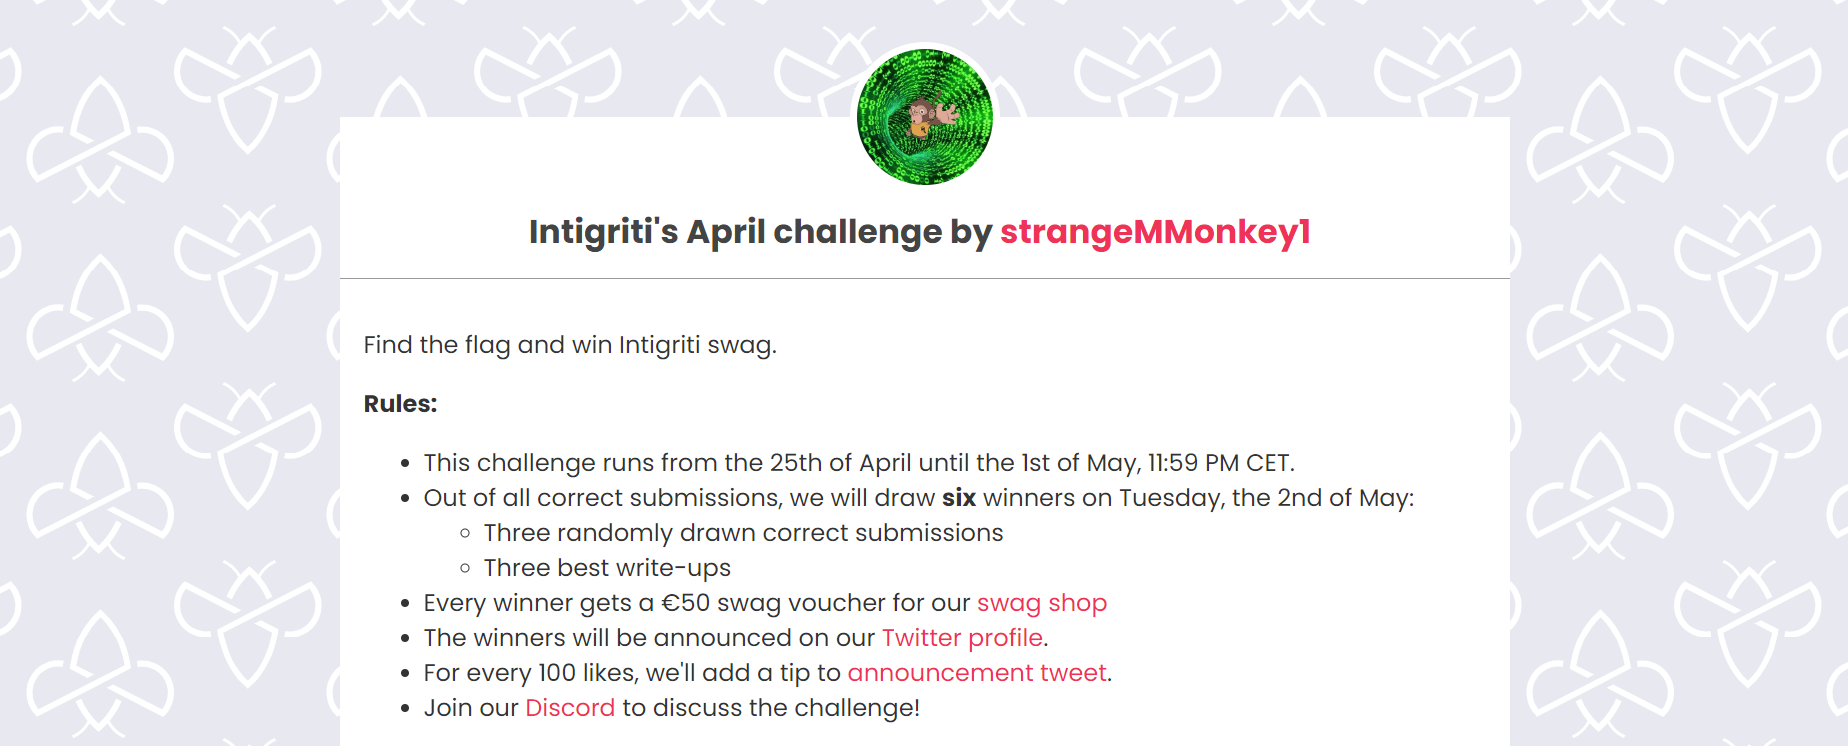 Intigriti's April challenge by strangeMMonkey1
Find the flag and win Intigriti swag.
Rules:
This challenge runs from the 25th of April until the 1st of May, 11:59 PM CET.
Out of all correct submissions, we will draw six winners on Tuesday, the 2nd of May:
Three randomly drawn correct submissions
Three best write-ups
Every winner gets a €50 swag voucher for our swag shop
The winners will be announced on our Twitter profile.
For every 100 likes, we'll add a tip to announcement tweet.
Join our Discord to discuss the challenge!